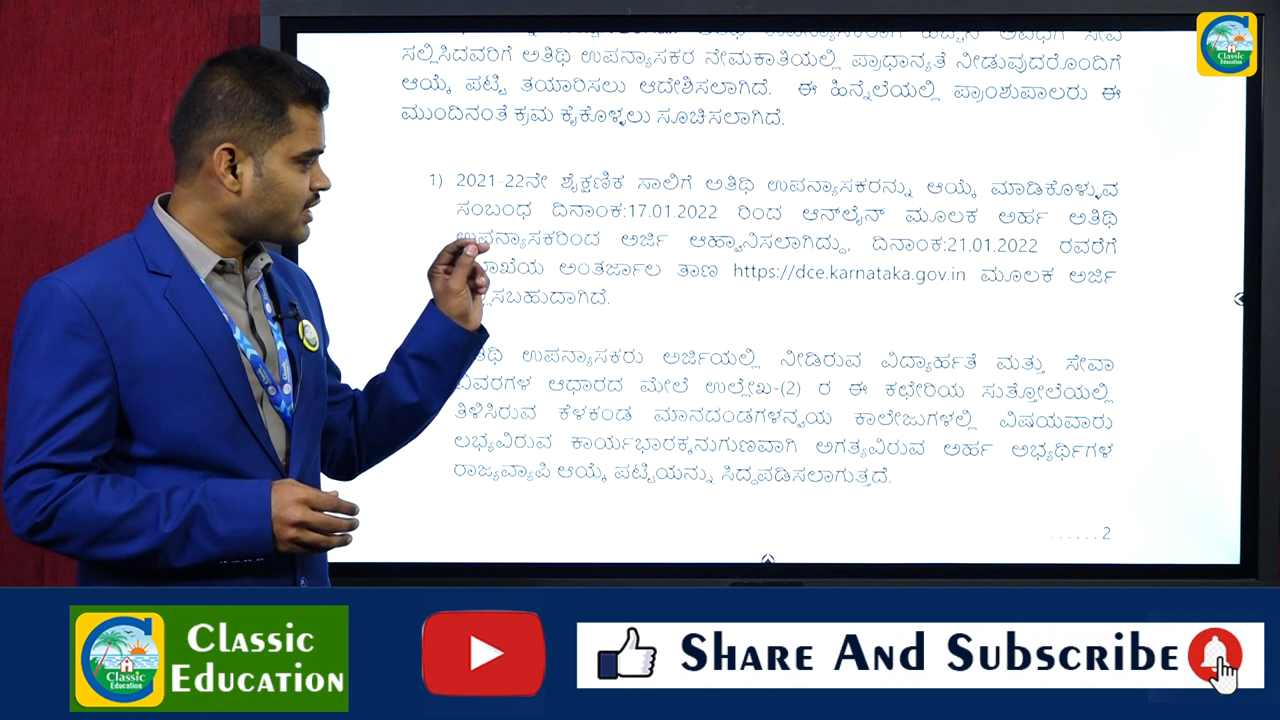 ಸಲ್ಲಿಸಿರವರಿಗೆ ಅತಿಥಿ ಉಪನ್ಯಾಸಕರ ನೇಮಕಾತಿಯಲ್ಲಿ ಪ್ರಾಧಾನ್ಯತೆ ನೀಡುವುದರೊಂದಿಗೆ
ಆಯ್ಕೆ ಪಟ್ಟಿ ತಯಾರಿಸಲು ಆದೇಶಿಸಲಾಗಿದೆ. ಈ ಹಿನ್ನೆಲೆಯಲ್ಲಿ ಪ್ರಾಂಶುಪಾಲರು ಈ
ಮುಂದಿನಂತೆ ಕ್ರಮ ಕೈಕೊಳ್ಳಲು ಸೂಚಿಸಲಾಗಿದೆ.
1) 2021-22ನೇ ಶೈಕ್ಷಣಿಕ ಸಾಲಿಗೆ ಅತಿಥಿ ಉಪನ್ಯಾಸಕರನ್ನು ಆಯ್ಕೆ ಮಾಡಿಕೊಳ್ಳುವ
ಸಂಬಂಧ ದಿನಾಂಕ:17.01.2022 ರಿಂದ ಆನ್‌ಲೈನ್ ಮೂಲಕ ಅರ್ಹ ಅತಿಥಿ
ಉಪನ್ಯಾಸಕರಿಂದ ಅರ್ಜಿ ಆಹ್ವಾನಿಸಲಾಗಿದ್ದು, ದಿನಾಂಕ:21.01.2022 ರವರೆಗೆ
ಅಂತರ್ಜಾಲ ತಾಣ https://dce.karnataka.gov.in ಮೂಲಕ ಅರ್ಜಿ
ಉಪನ್ಯಾಸಕರು ಅರ್ಜಿಯಲ್ಲಿ ನೀಡಿರುವ ವಿದ್ಯಾರ್ಹತೆ ಮತ್ತು ಸೇವಾ
ವಿವರಗಳ ಆಧಾರದ ಮೇಲೆ ಉಲ್ಲೇಖ-(2) ರ ಈ ಕಛೇರಿಯ ಸುತ್ತೋಲೆಯಲ್ಲಿ
ತಿಳಿಸಿರುವ ಕೆಳಕಂಡ ಮಾನದಂಡಗಳನ್ವಯ ಕಾಲೇಜುಗಳಲ್ಲಿ ವಿಷಯವಾರು
ಲಭ್ಯವಿರುವ ಕಾರ್ಯಭಾರಕ್ಕನುಗುಣವಾಗಿ ಅಗತ್ಯವಿರುವ ಅರ್ಹ ಅಭ್ಯರ್ಥಿಗಳ
ರಾಜ್ಯವ್ಯಾಪಿ ಆಯ್ಕೆ ಪಟ್ಟಿಯನ್ನು ಸಿದ್ಧಪಡಿಸಲಾಗುತ್ತದೆ.
......2
Classic
Education
Classic
Education
Classic
Education
Share And Subscribe